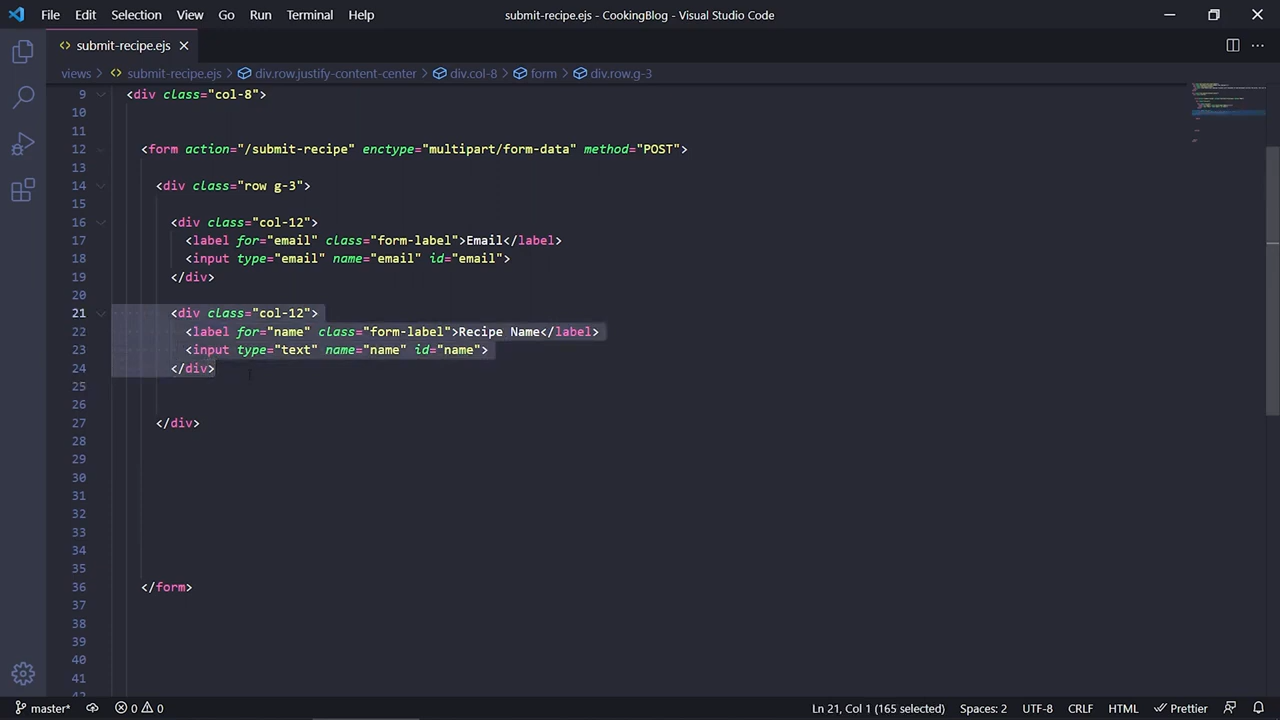 File Edit Selection View Go Run Terminal Help submit-recipe.ejs - CookingBlog - Visual Studio Code
submit-recipe.ejs
views submit-recipe.ejs div.row.justify-content-center div.col-8 form div.row.g-3
9 <div class="col-8">
10
11
12 <form action="/submit-recipe" enctype="multipart/form-data" method="POST">
13
14 <div class="row g-3">
15
16 <div class="col-12">
17 <label for="email" class="form-label">Email</label>
18 <input type="email" name="email" id="email">
19 </div>
20
21 <div class="col-12">
22 <label for="name" class="form-label">Recipe Name</label>
23 <input type="text" name="name" id="name">
24 </div>
25
26
27 </div>
28
29
30
31
32
33
34
35
36 </form>
37
38
39
40
41
42
master* 0 0 Ln 21, Col 1 (165 selected) Spaces: 2 UTF-8 CRLF HTML Prettier